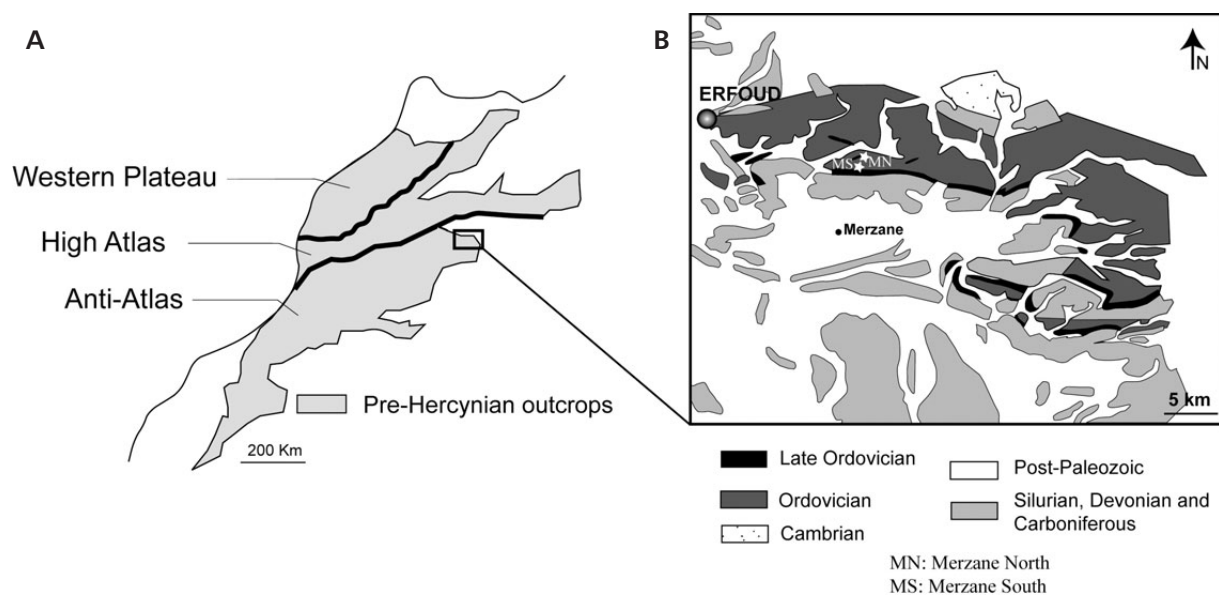 A
Western Plateau
High Atlas
Anti-Atlas
Pre-Hercynian outcrops
200 Km
B
N
ERFOUD
MS
MN
Merzane
5 km
Late Ordovician
Ordovician
Cambrian
Post-Paleozoic
Silurian, Devonian and
Carboniferous
MN: Merzane North
MS: Merzane South